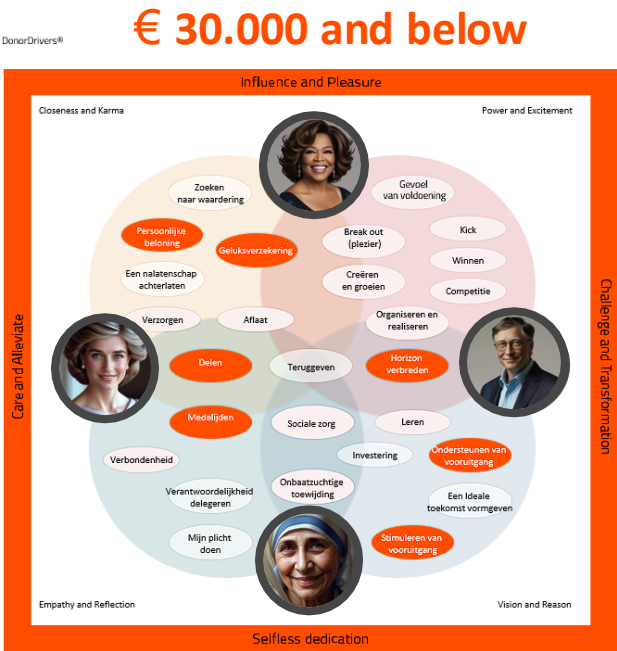 € 30.000 and below
DonorDrivers®
Influence and Pleasure
Closeness and Karma
Power and Excitement
Zoeken
naar waardering
Gevoel
van voldoening
Persoonlijke
beloning
Geluksverzekering
Break out
(plezier)
Kick
Winnen
Een nalatenschap
achterlaten
Creëren
en groeien
Competitie
Verzorgen
Aflaat
Organiseren en
realiseren
Care and Alleviate
Challenge and Transformation
Delen
Teruggeven
Horizon
verbreden
Medelijden
Sociale zorg
Leren
Verbondenheid
Investering
Ondersteunen van
vooruitgang
Verantwoordelijkheid
delegeren
Onbaatzuchtige
toewijding
Een Ideale
toekomst vormgeven
Mijn plicht
doen
Stimuleren van
vooruitgang
Empathy and Reflection
Vision and Reason
Selfless dedication